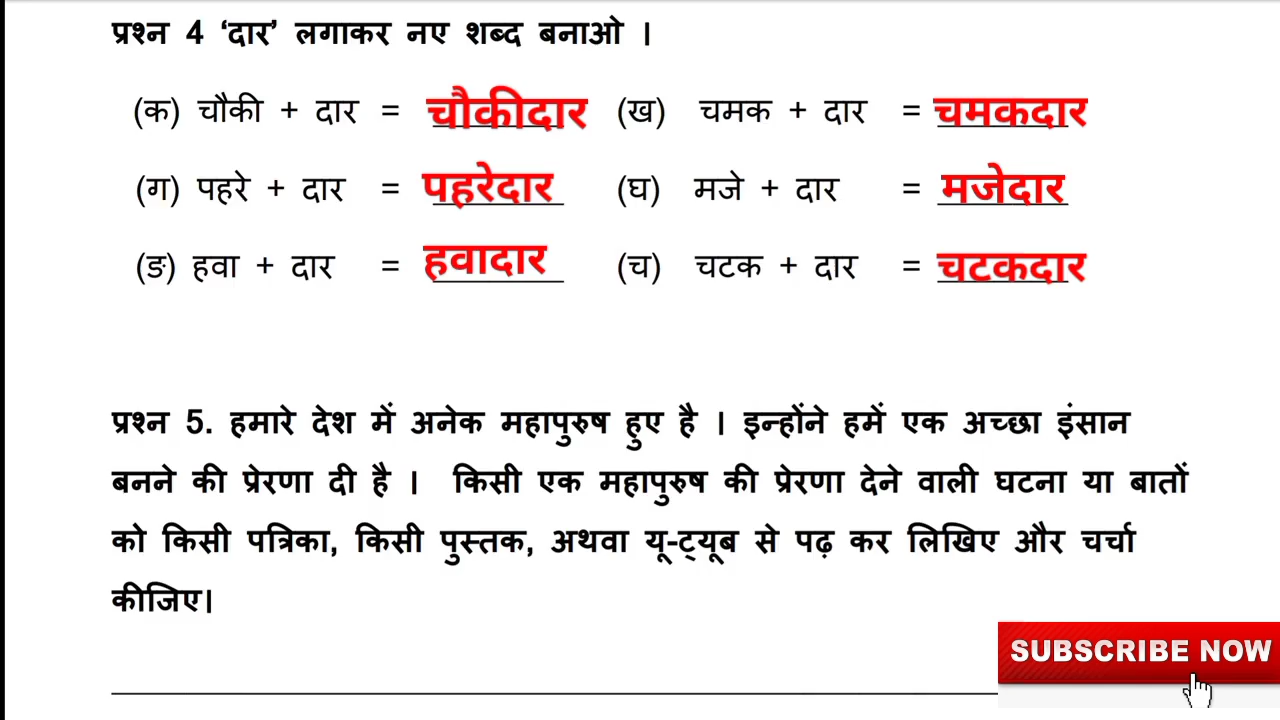 प्रश्न 4 ‘दार’ लगाकर नए शब्द बनाओ ।
(क) चौकी + दार = चौकीदार (ख) चमक + दार = चमकदार
(ग) पहरे + दार = पहरेदार (घ) मजे + दार = मजेदार
(ङ) हवा + दार = हवादार (च) चटक + दार = चटकदार
प्रश्न 5. हमारे देश में अनेक महापुरुष हुए है । इन्होंने हमें एक अच्छा इंसान
बनने की प्रेरणा दी है । किसी एक महापुरुष की प्रेरणा देने वाली घटना या बातों
को किसी पत्रिका, किसी पुस्तक, अथवा यू-ट्यूब से पढ़ कर लिखिए और चर्चा
कीजिए।
SUBSCRIBE NOW